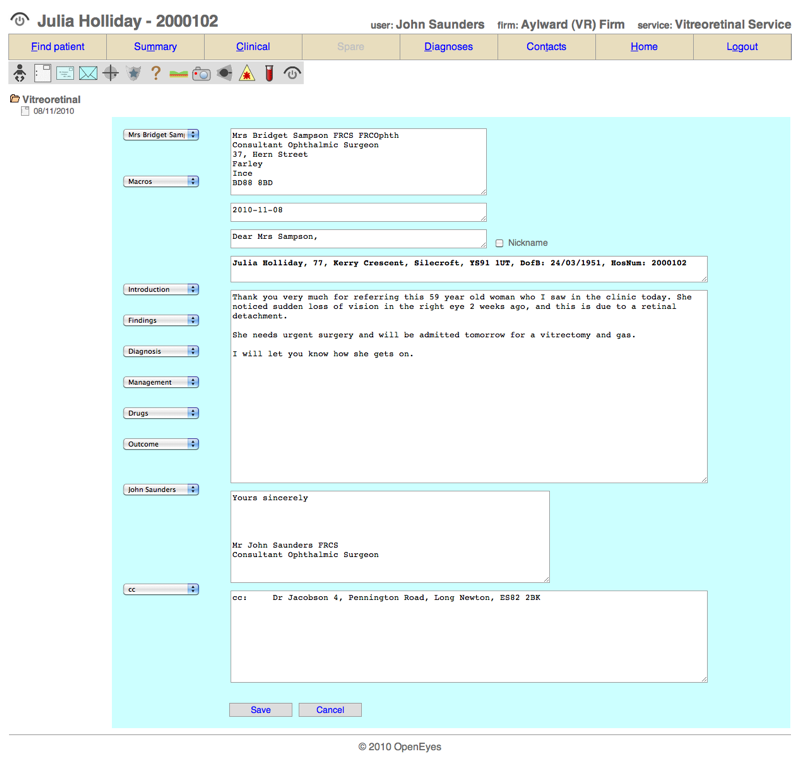 Julia Holliday - 2000102
user: John Saunders firm: Aylward (VR) Firm service: Vitreoretinal Service
Find patient Summary Clinical Spare Diagnoses Contacts Home Logout
Vitreoretinal
08/11/2010
Mrs Bridget Samp
Mrs Bridget Sampson FRCS FRCOphth
Consultant Ophthalmic Surgeon
37, Hern Street
Farley
Ince
BD88 8BD
Macros
2010-11-08
Dear Mrs Sampson,
Nickname
Julia Holliday, 77, Kerry Crescent, Silecroft, YS91 1UT, DofB: 24/03/1951, HosNum: 2000102
Introduction
Thank you very much for referring this 59 year old woman who I saw in the clinic today. She
noticed sudden loss of vision in the right eye 2 weeks ago, and this is due to a retinal
detachment.
Findings
She needs urgent surgery and will be admitted tomorrow for a vitrectomy and gas.
Diagnosis
I will let you know how she gets on.
Management
Drugs
Outcome
John Saunders
Yours sincerely
Mr John Saunders FRCS
Consultant Ophthalmic Surgeon
cc
cc: Dr Jacobson 4, Pennington Road, Long Newton, ES82 2BK
Save Cancel
© 2010 OpenEyes